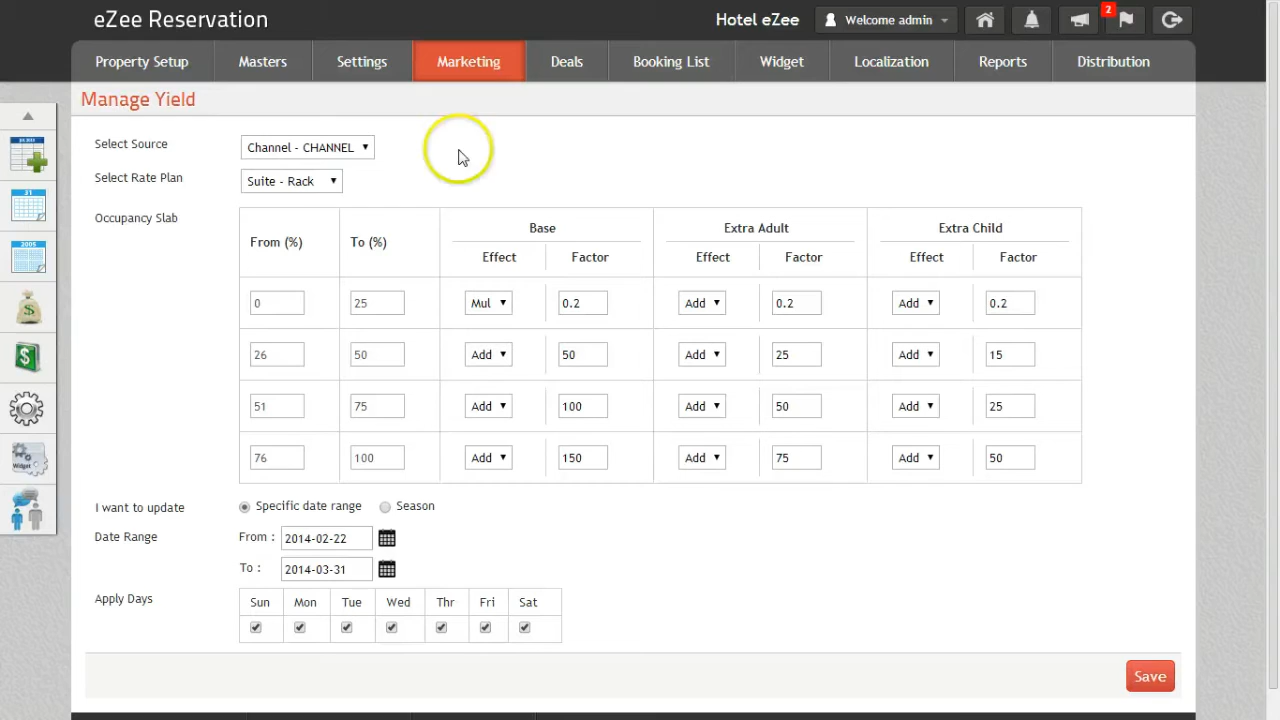 eZee Reservation
Hotel eZee Welcome admin 2
Property Setup Masters Settings Marketing Deals Booking List Widget Localization Reports Distribution
Manage Yield
Select Source Channel - CHANNEL
Select Rate Plan Suite - Rack
Occupancy Slab
From (%) To (%) Base Extra Adult Extra Child
Effect Factor Effect Factor Effect Factor
0 25 Mul 0.2 Add 0.2 Add 0.2
26 50 Add 50 Add 25 Add 15
51 75 Add 100 Add 50 Add 25
76 100 Add 150 Add 75 Add 50
I want to update Specific date range Season
Date Range From : 2014-02-22
To : 2014-03-31
Apply Days Sun Mon Tue Wed Thr Fri Sat
Save
31
2005
$
$
Widget